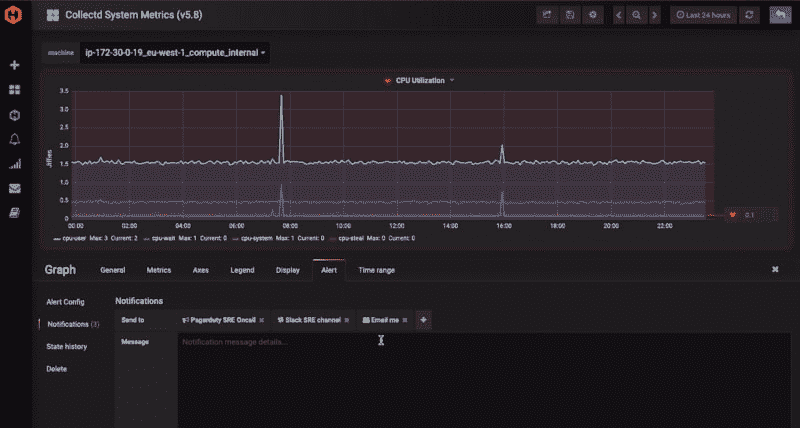 Collectd System Metrics (v5.8)
Last 24 hours
machine
ip-172-30-0-19_eu-west-1_compute_internal
CPU Utilization
3.5
3.0
2.5
2.0
1.5
1.0
0.5
0
Jiffies
00:00 02:00 04:00 06:00 08:00 10:00 12:00 14:00 16:00 18:00 20:00 22:00
0.1
cpu-user Max: 3 Current: 2 cpu-wait Max: 1 Current: 0 cpu-system Max: 1 Current: 0 cpu-steal Max: 0 Current: 0
Graph General Metrics Axes Legend Display Alert Time range
Alert Config
Notifications (3)
State history
Delete
Notifications
Send to
Pagerduty SRE Oncall
Slack SRE channel
Email me
Message
Notification message details...